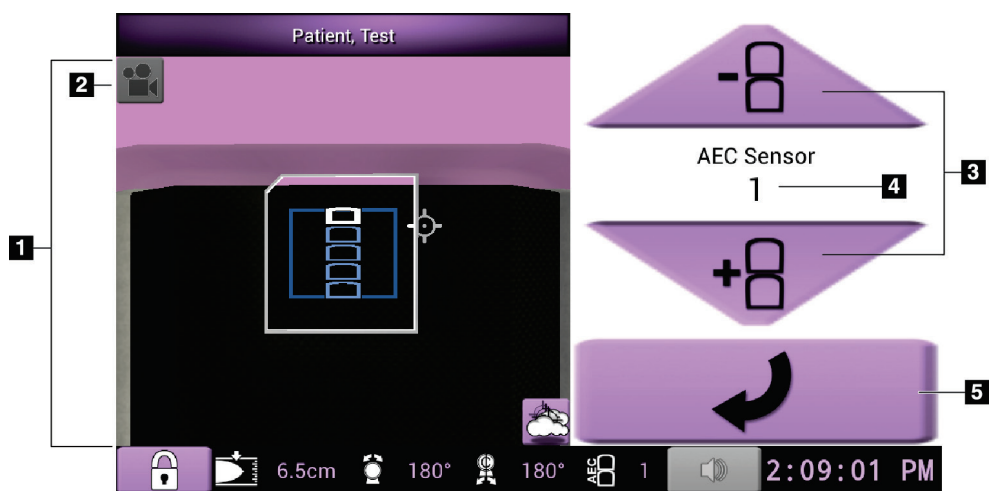 Patient, Test
1
2
-
AEC Sensor
1
3
4
+
5
6.5cm
180°
180°
AEC
1
2:09:01 PM